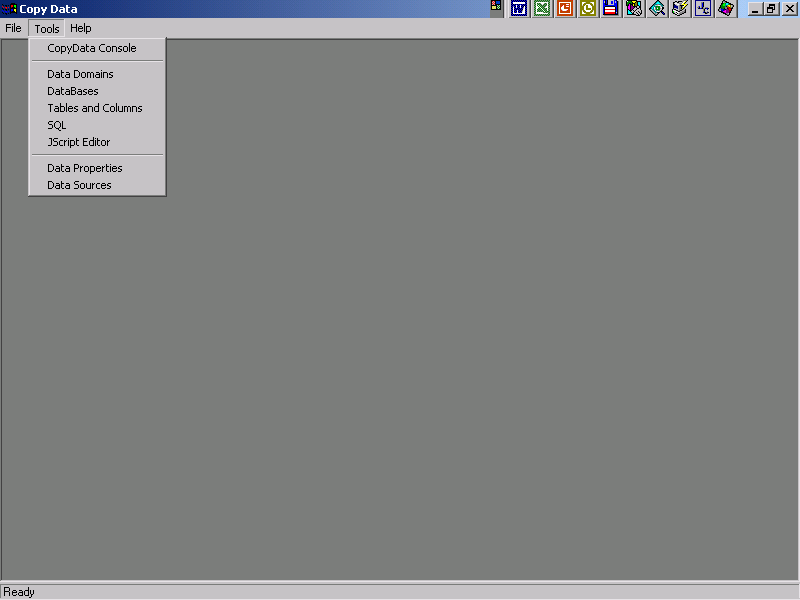 Copy Data
File Tools Help
CopyData Console
Data Domains
DataBases
Tables and Columns
SQL
JScript Editor
Data Properties
Data Sources
Ready